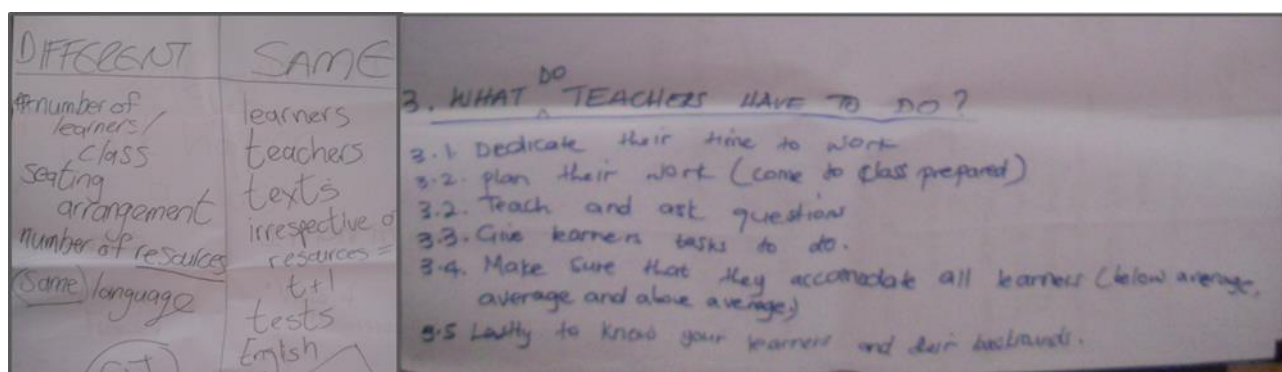 DIFFERENT
#number of
learners/
class
seating
arrangement
number of resources
(Same) language
SAME
learners
teachers
texts
irrespective of
resources =
t+l
tests
English
3. WHAT DO TEACHERS HAVE TO DO?
3.1 Dedicate their time to work
3.2. plan their work (come to class prepared)
3.2. Teach and ask questions
3.3. Give learners tasks to do.
3.4. Make sure that they accomodate all learners (below average,
average and above average)
3.5 Lastly to know your learners and their